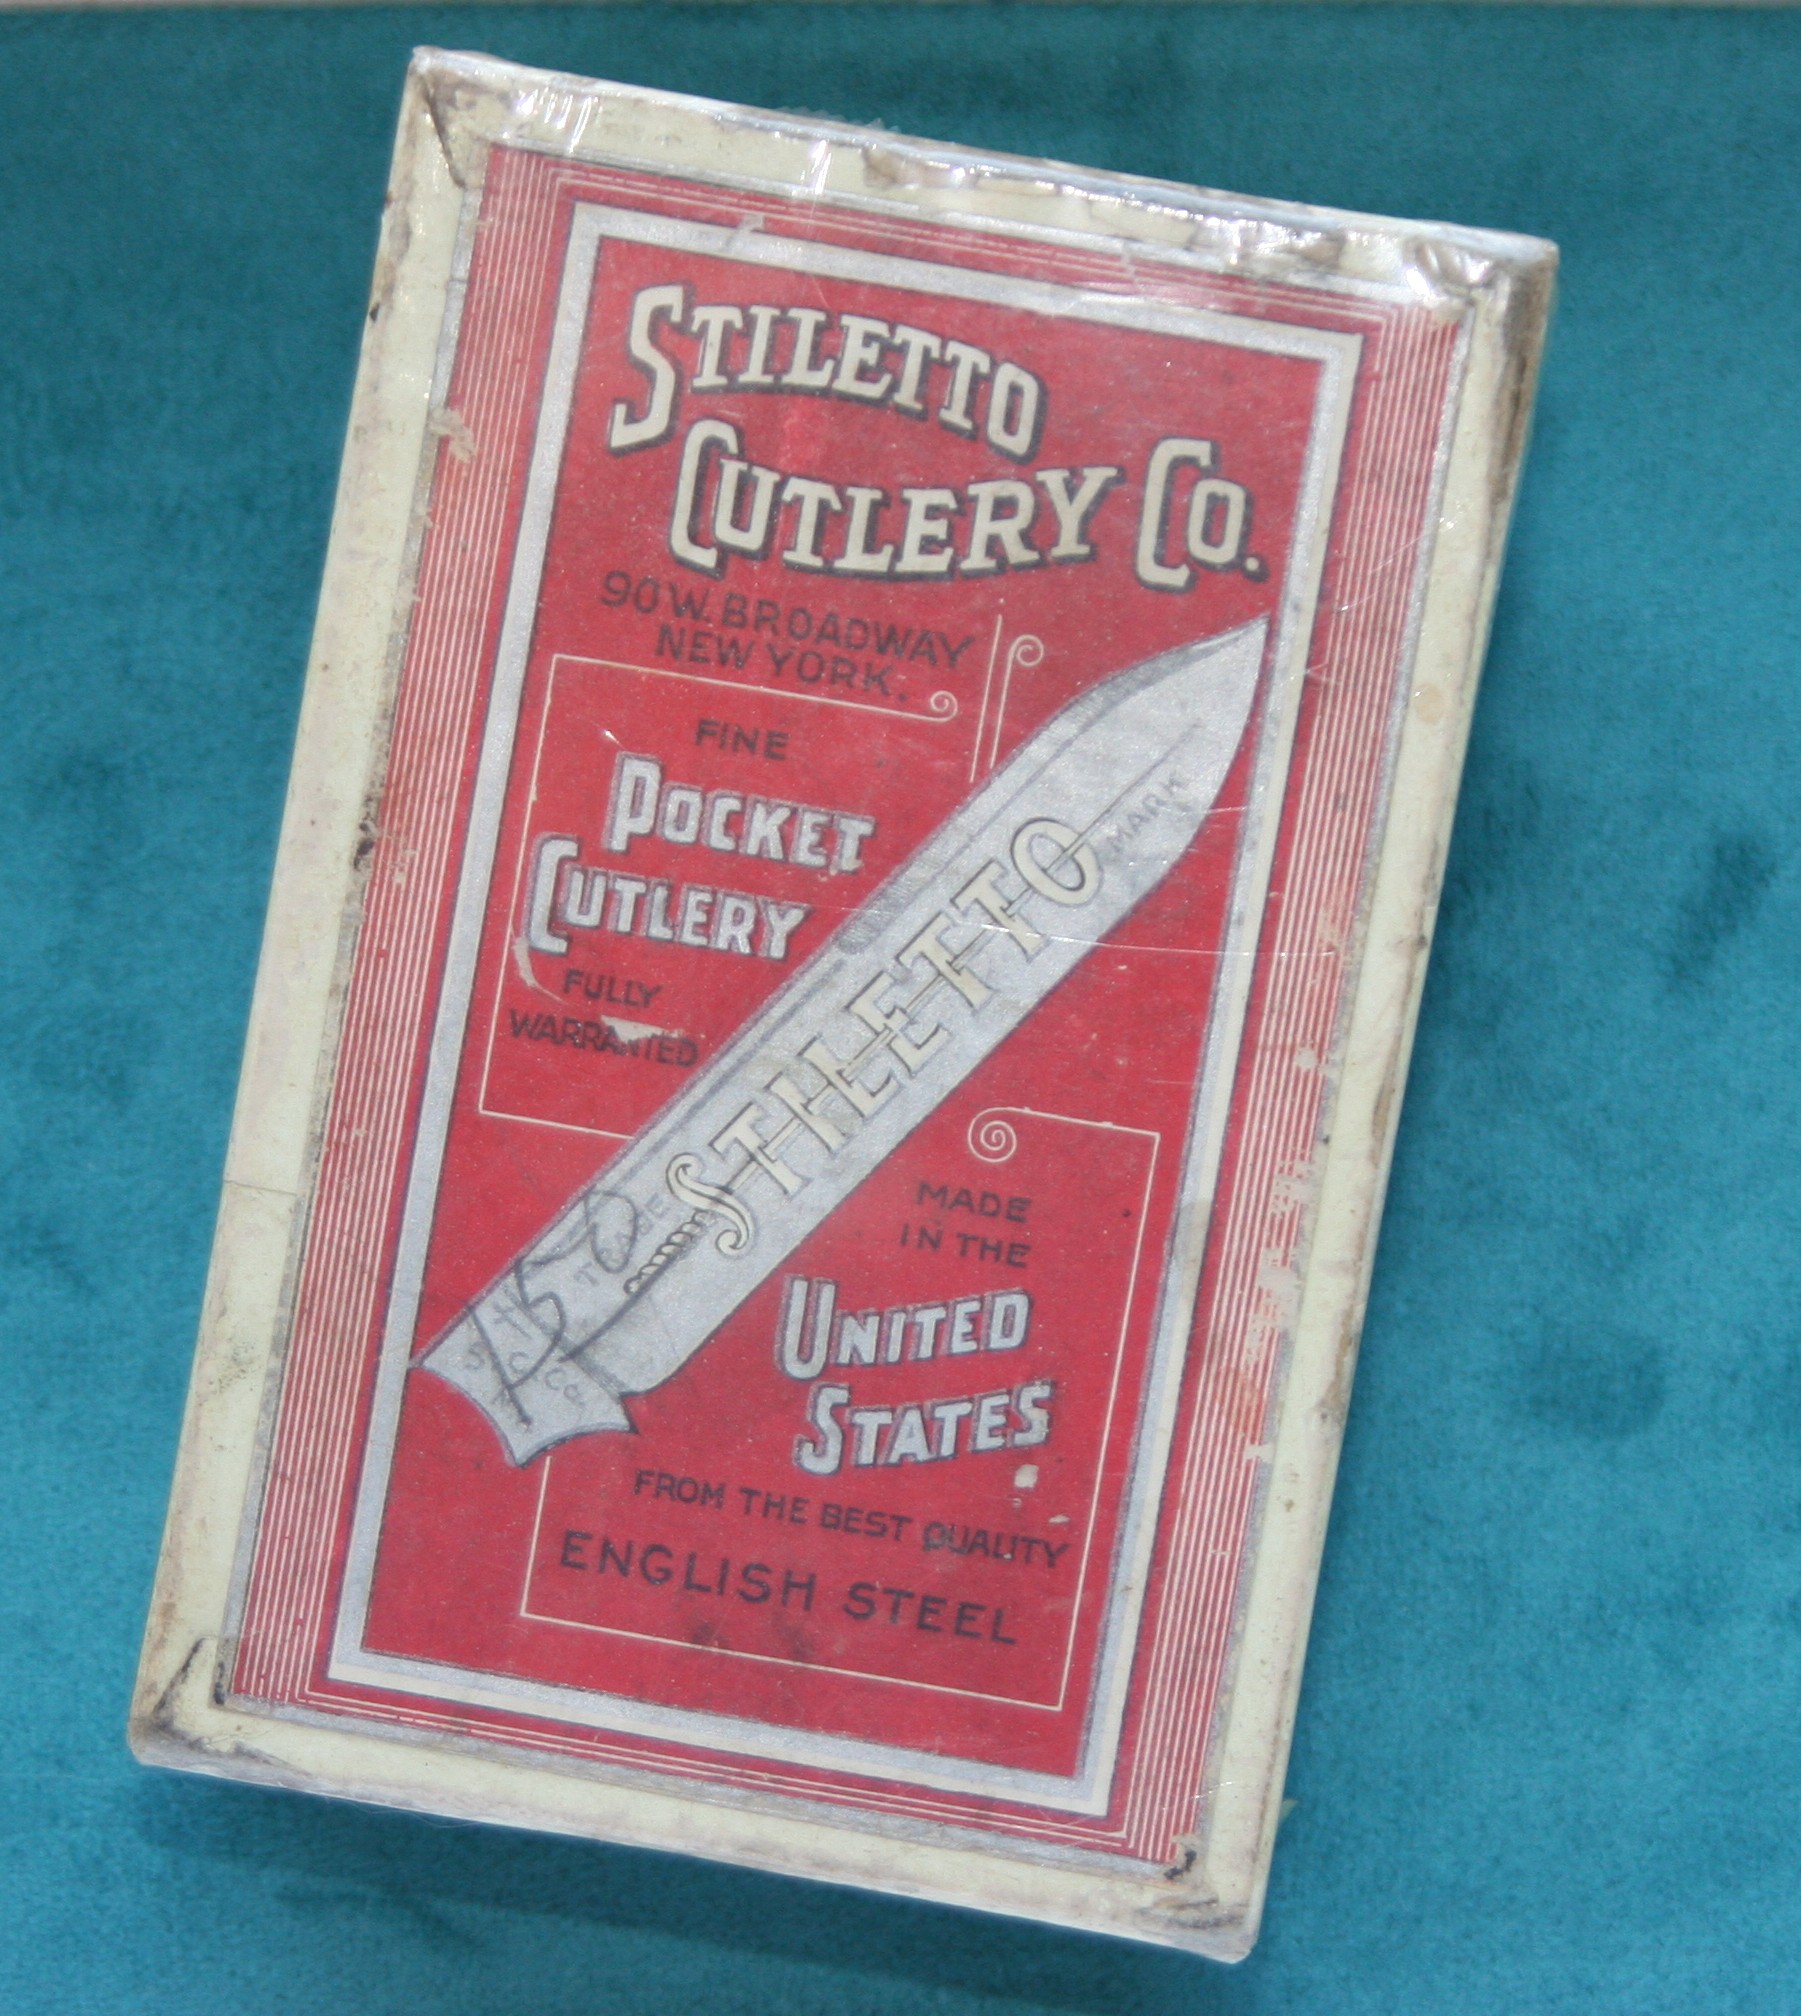 STILETTO
CUTLERY CO.
90 W. BROADWAY
NEW YORK.
FINE
POCKET
CUTLERY
FULLY
WARRANTED
TRADE
STILETTO
MARK
MADE
IN THE
UNITED
STATES
FROM THE BEST QUALITY
ENGLISH STEEL